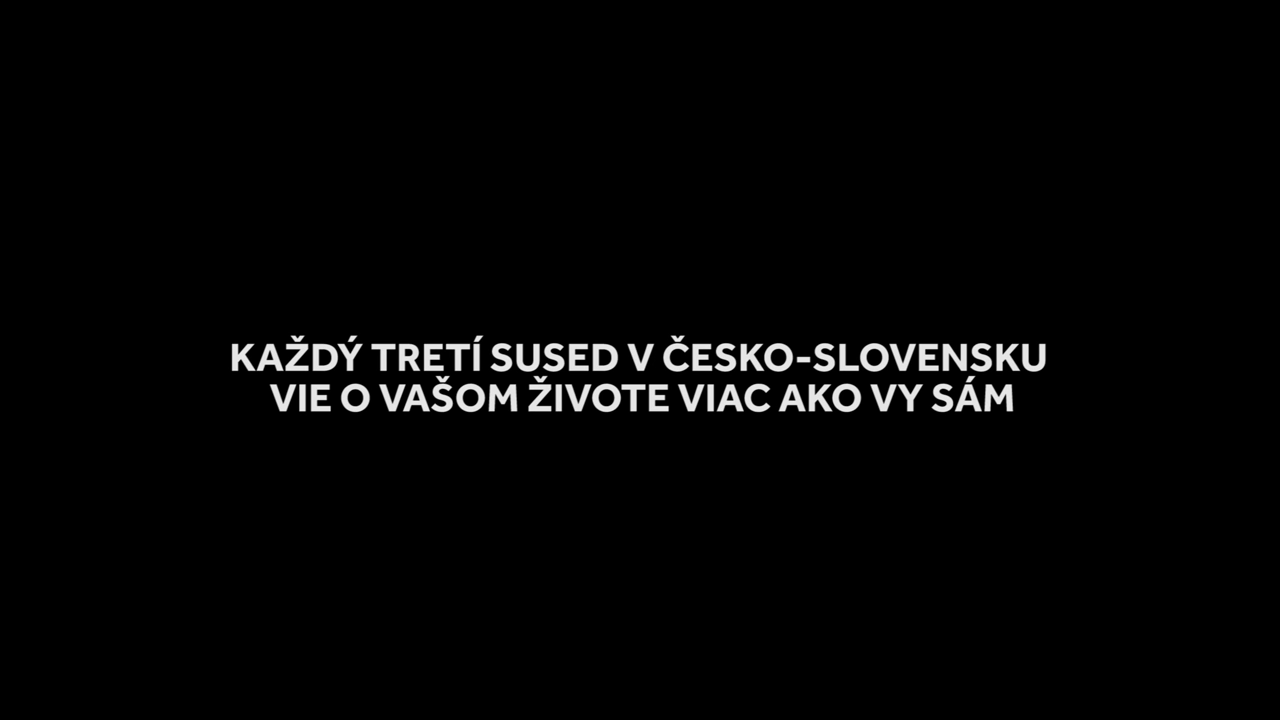 KAŽDÝ TRETÍ SUSED V ČESKO-SLOVENSKU
VIE O VAŠOM ŽIVOTE VIAC AKO VY SÁM